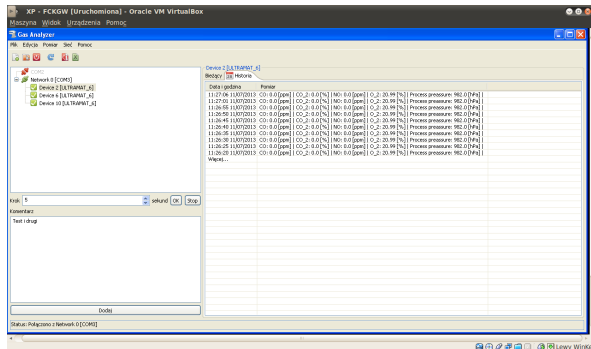 XP - FCKGW [Uruchomiona] - Oracle VM VirtualBox
Maszyna Widok Urządzenia Pomoc
Gas Analyzer
Plik Edycja Pomiar Sieć Pomoc
COM2
Network 0 [COM3]
Device 2 [ULTRAMAT_6]
Device 6 [ULTRAMAT_6]
Device 10 [ULTRAMAT_6]
Krok 5 sekund OK Stop
Komentarz
Test i drugi
Dodaj
Device 2 [ULTRAMAT_6]
Bieżący Historia
Data i godzina Pomiar
11:27:06 11/07/2013 CO: 0.0 [ppm] | CO_2: 0.0 [%] | NO: 0.0 [ppm] | O_2: 20.99 [%] | Process preassure: 982.0 [hPa] |
11:27:01 11/07/2013 CO: 0.0 [ppm] | CO_2: 0.0 [%] | NO: 0.0 [ppm] | O_2: 20.99 [%] | Process preassure: 982.0 [hPa] |
11:26:55 11/07/2013 CO: 0.0 [ppm] | CO_2: 0.0 [%] | NO: 0.0 [ppm] | O_2: 20.99 [%] | Process preassure: 982.0 [hPa] |
11:26:50 11/07/2013 CO: 0.0 [ppm] | CO_2: 0.0 [%] | NO: 0.0 [ppm] | O_2: 20.99 [%] | Process preassure: 982.0 [hPa] |
11:26:45 11/07/2013 CO: 0.0 [ppm] | CO_2: 0.0 [%] | NO: 0.0 [ppm] | O_2: 20.99 [%] | Process preassure: 982.0 [hPa] |
11:26:40 11/07/2013 CO: 0.0 [ppm] | CO_2: 0.0 [%] | NO: 0.0 [ppm] | O_2: 20.99 [%] | Process preassure: 982.0 [hPa] |
11:26:35 11/07/2013 CO: 0.0 [ppm] | CO_2: 0.0 [%] | NO: 0.0 [ppm] | O_2: 20.99 [%] | Process preassure: 982.0 [hPa] |
11:26:30 11/07/2013 CO: 0.0 [ppm] | CO_2: 0.0 [%] | NO: 0.0 [ppm] | O_2: 20.99 [%] | Process preassure: 982.0 [hPa] |
11:26:25 11/07/2013 CO: 0.0 [ppm] | CO_2: 0.0 [%] | NO: 0.0 [ppm] | O_2: 20.99 [%] | Process preassure: 982.0 [hPa] |
11:26:20 11/07/2013 CO: 0.0 [ppm] | CO_2: 0.0 [%] | NO: 0.0 [ppm] | O_2: 20.99 [%] | Process preassure: 982.0 [hPa] |
Więcej...
Status: Połączono z Network 0 [COM3]
Lewy WinKey